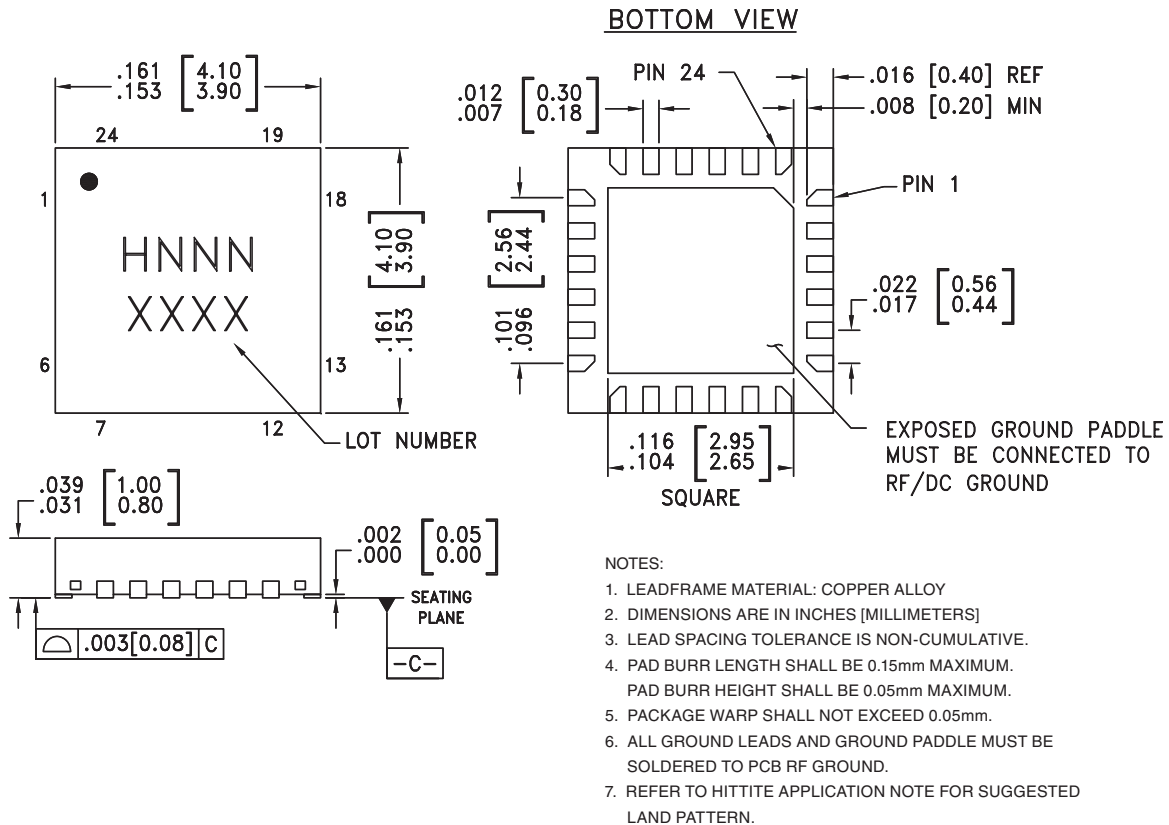 BOTTOM VIEW
.161 [4.10]
.153 [3.90]
24 19
1 18
HNNN
XXXX
6 13
7 12
LOT NUMBER
.161 [4.10]
.153 [3.90]
PIN 24
.012 [0.30]
.007 [0.18]
.016 [0.40] REF
.008 [0.20] MIN
PIN 1
.101 [2.56]
.096 [2.44]
.022 [0.56]
.017 [0.44]
.116 [2.95]
.104 [2.65]
SQUARE
EXPOSED GROUND PADDLE
MUST BE CONNECTED TO
RF/DC GROUND
.039 [1.00]
.031 [0.80]
.002 [0.05]
.000 [0.00]
SEATING
PLANE
.003[0.08] C
-C-
NOTES:
1. LEADFRAME MATERIAL: COPPER ALLOY
2. DIMENSIONS ARE IN INCHES [MILLIMETERS]
3. LEAD SPACING TOLERANCE IS NON-CUMULATIVE.
4. PAD BURR LENGTH SHALL BE 0.15mm MAXIMUM.
PAD BURR HEIGHT SHALL BE 0.05mm MAXIMUM.
5. PACKAGE WARP SHALL NOT EXCEED 0.05mm.
6. ALL GROUND LEADS AND GROUND PADDLE MUST BE
SOLDERED TO PCB RF GROUND.
7. REFER TO HITTITE APPLICATION NOTE FOR SUGGESTED
LAND PATTERN.